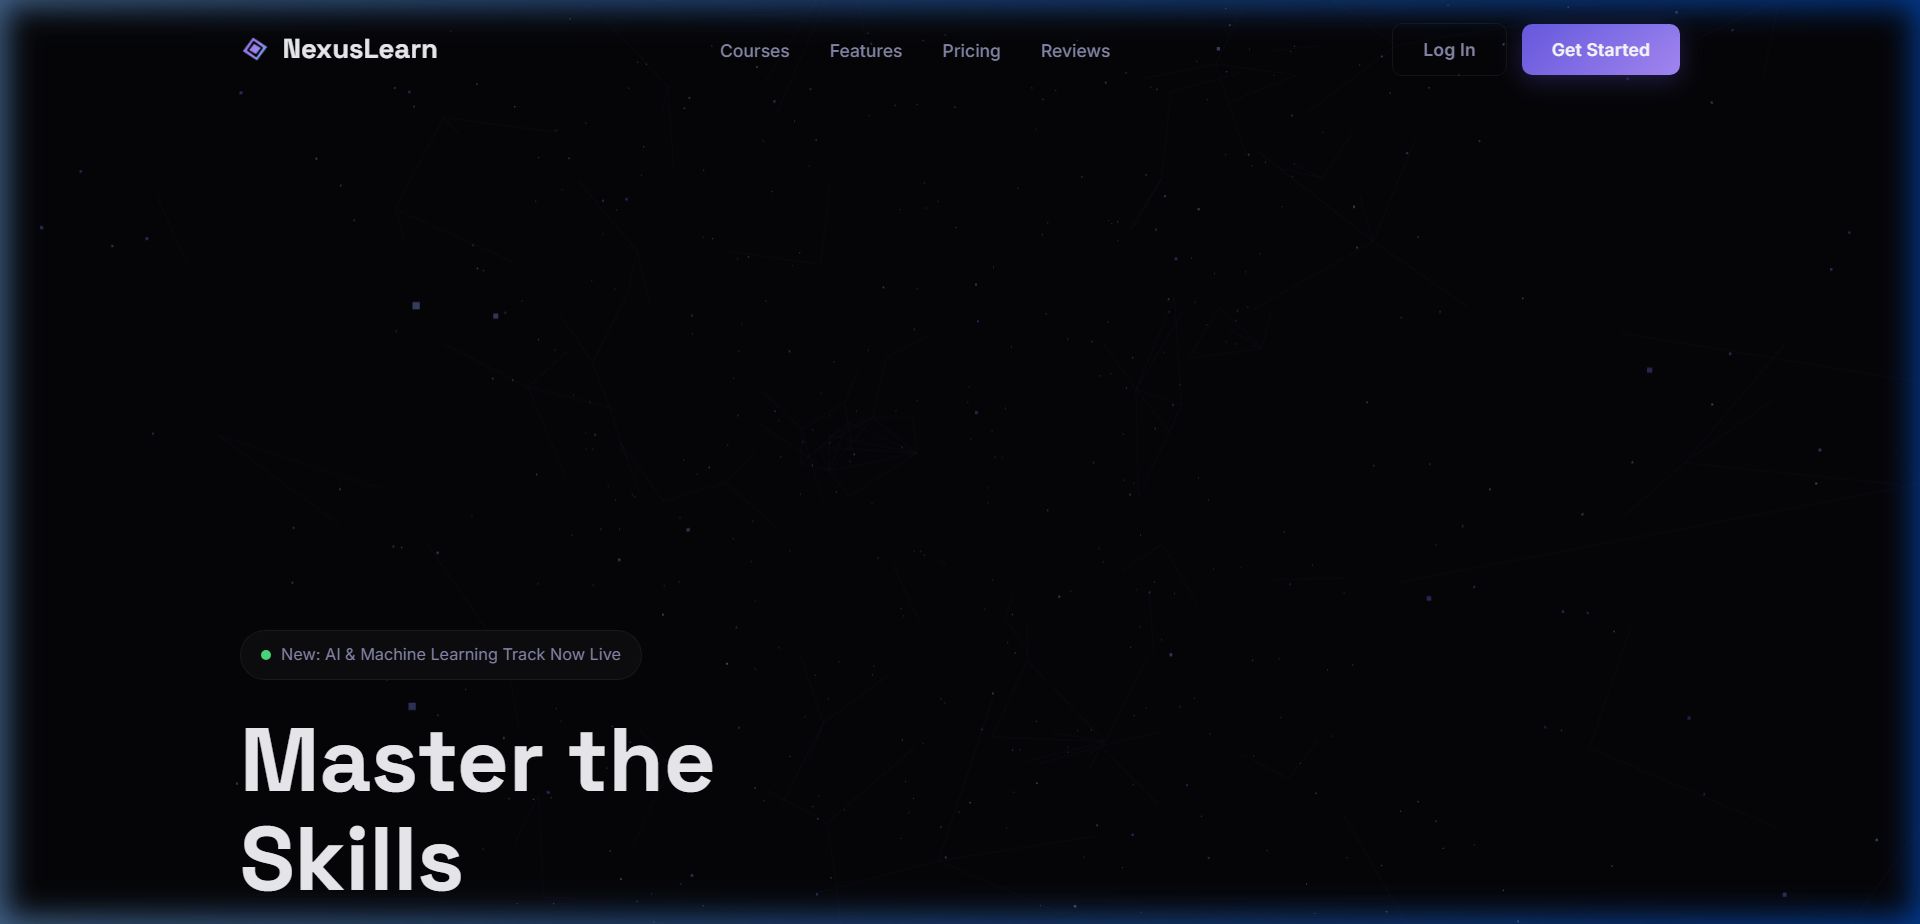 NexusLearn
Courses Features Pricing Reviews
Log In
Get Started
New: AI & Machine Learning Track Now Live
Master the
Skills